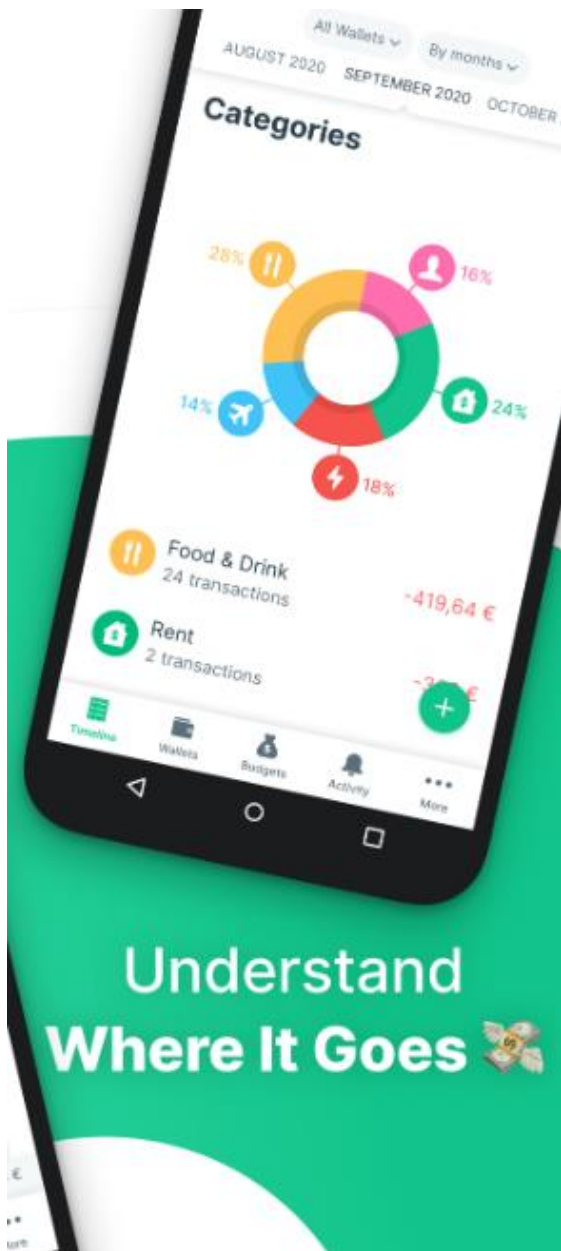 All Wallets By months
AUGUST 2020 SEPTEMBER 2020 OCTOBER
Categories
28%
16%
14%
24%
18%
Food & Drink
24 transactions
-419,64 €
Rent
2 transactions
€
Timeline Wallets Budgets Activity More
Understand
Where It Goes
€